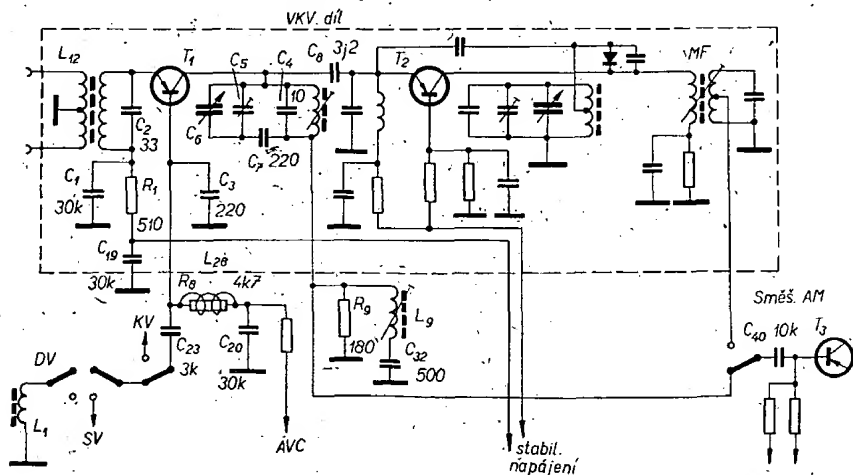 VKV. díl
L12
T1
C5
C4
C8
3j2
T2
MF
10
C6
C2
33
C7
220
C1
30k
R1
510
C3
220
C19
30k
L28
R8
4k7
KV
C23
3k
C20
30k
R9
180
L9
C32
500
Směš. AM
C40
10k
T3
DV
L1
SV
AVC
stabil.
napájení